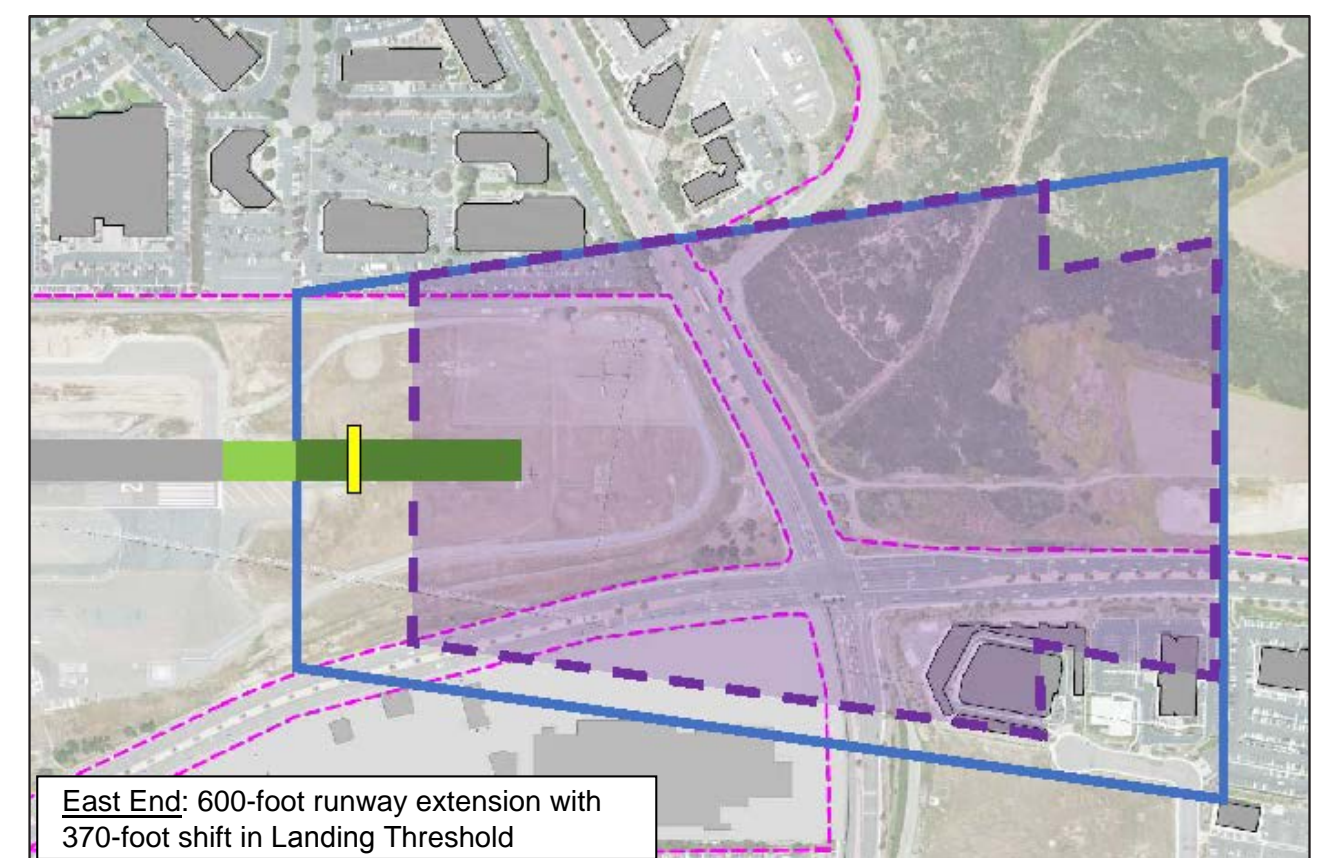 East End: 600-foot runway extension with
370-foot shift in Landing Threshold